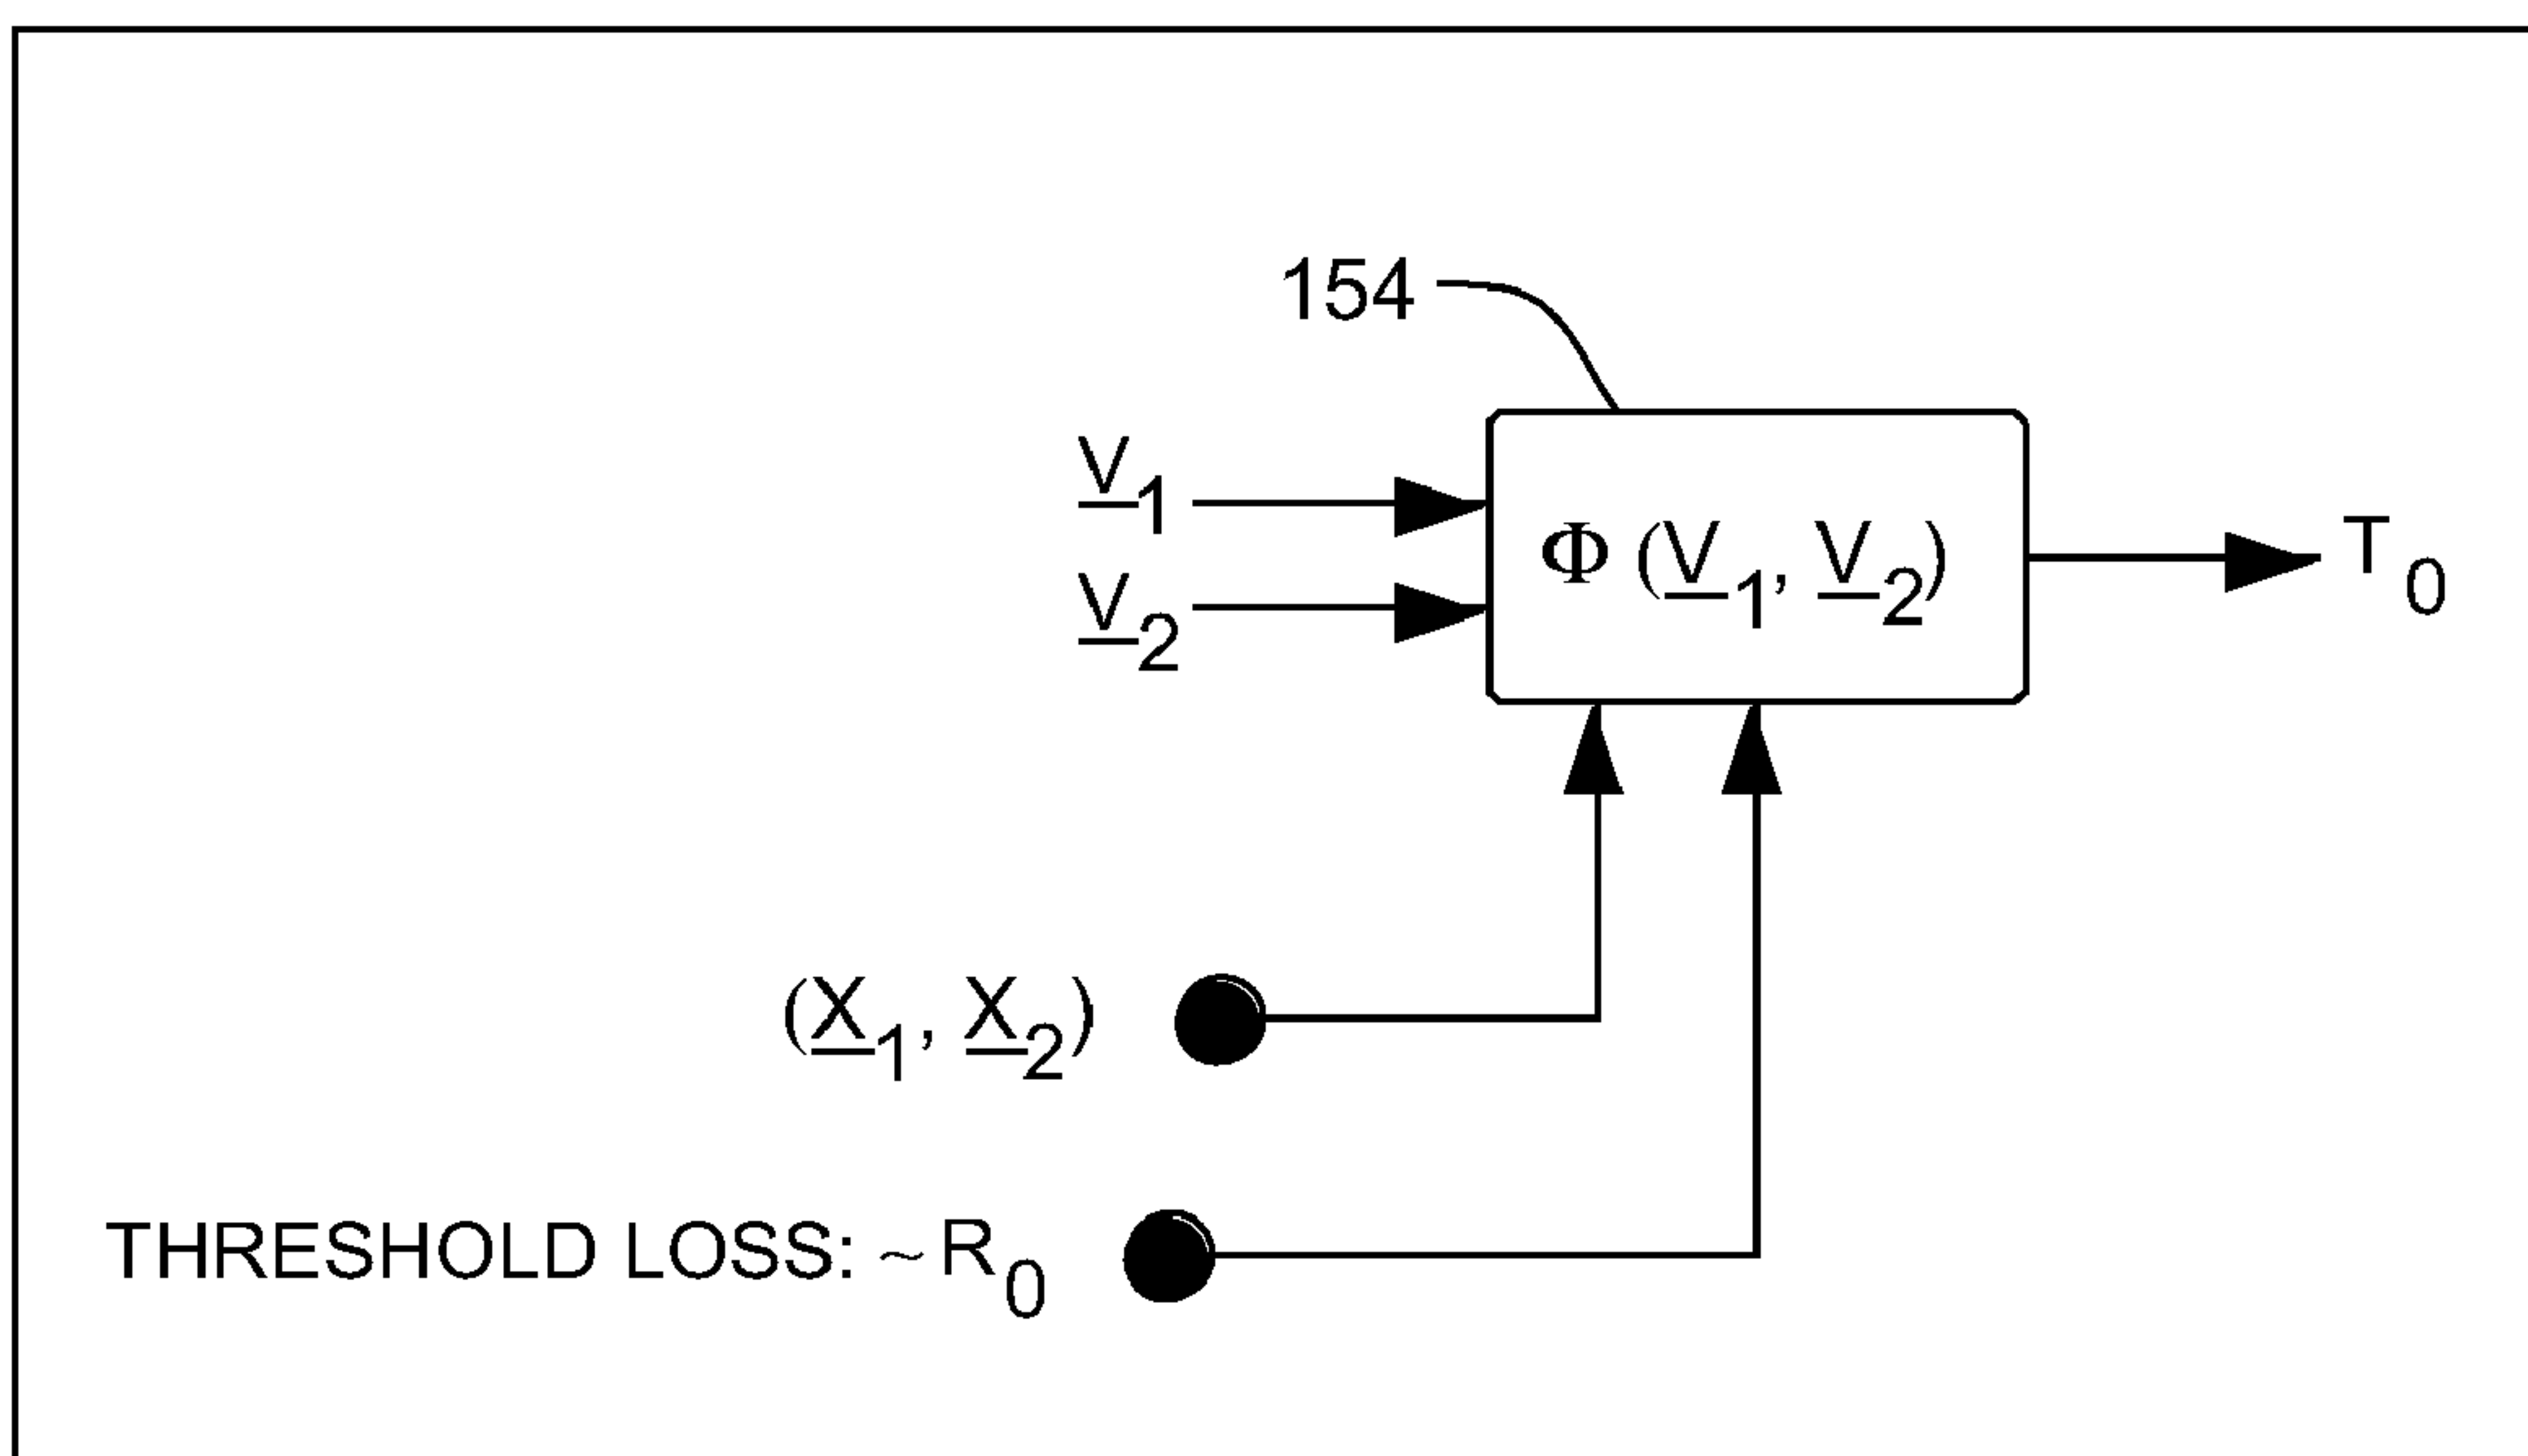 154
V1
V2
Φ (V1, V2)
T0
(X1, X2)
THRESHOLD LOSS: ~R0